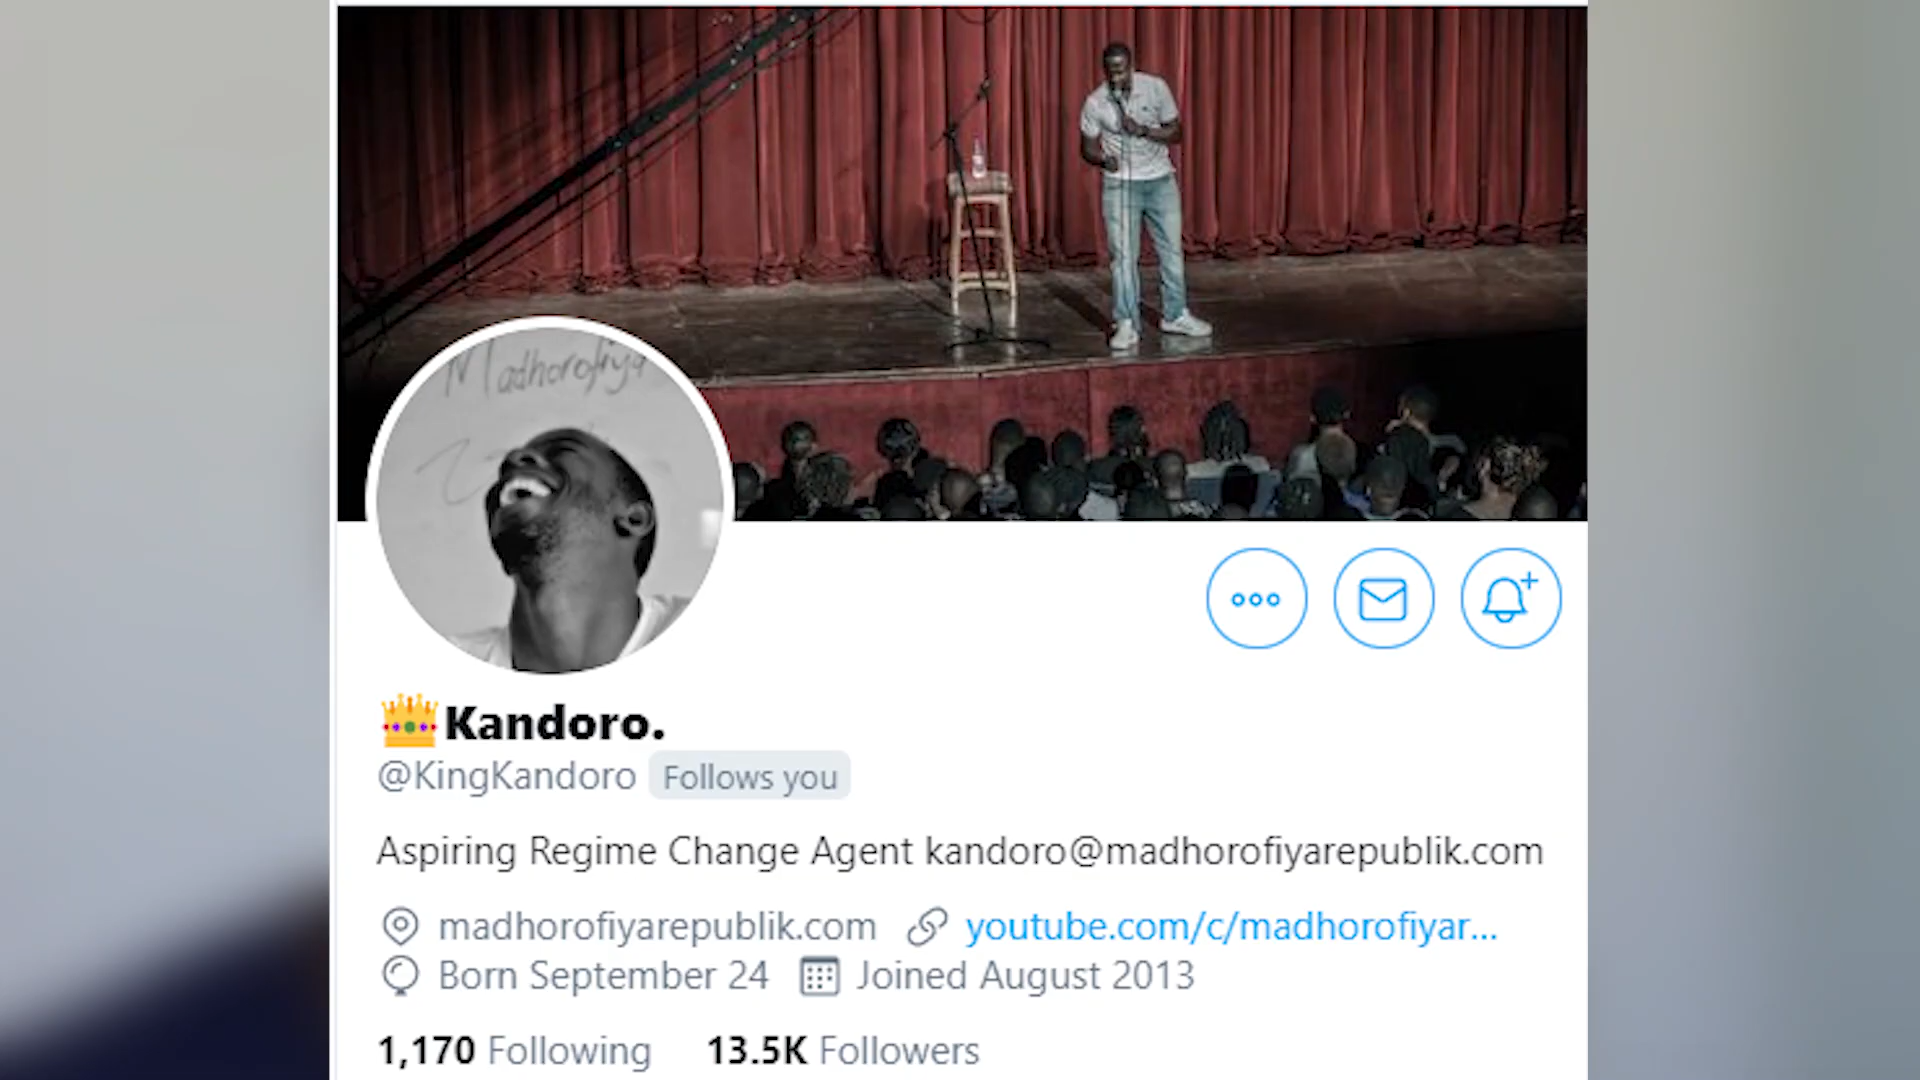 Madhorofiya
👑Kandoro.
@KingKandoro Follows you
Aspiring Regime Change Agent kandoro@madhorofiyarepublik.com
madhorofiyarepublik.com youtube.com/c/madhorofiyar...
Born September 24 Joined August 2013
1,170 Following 13.5K Followers